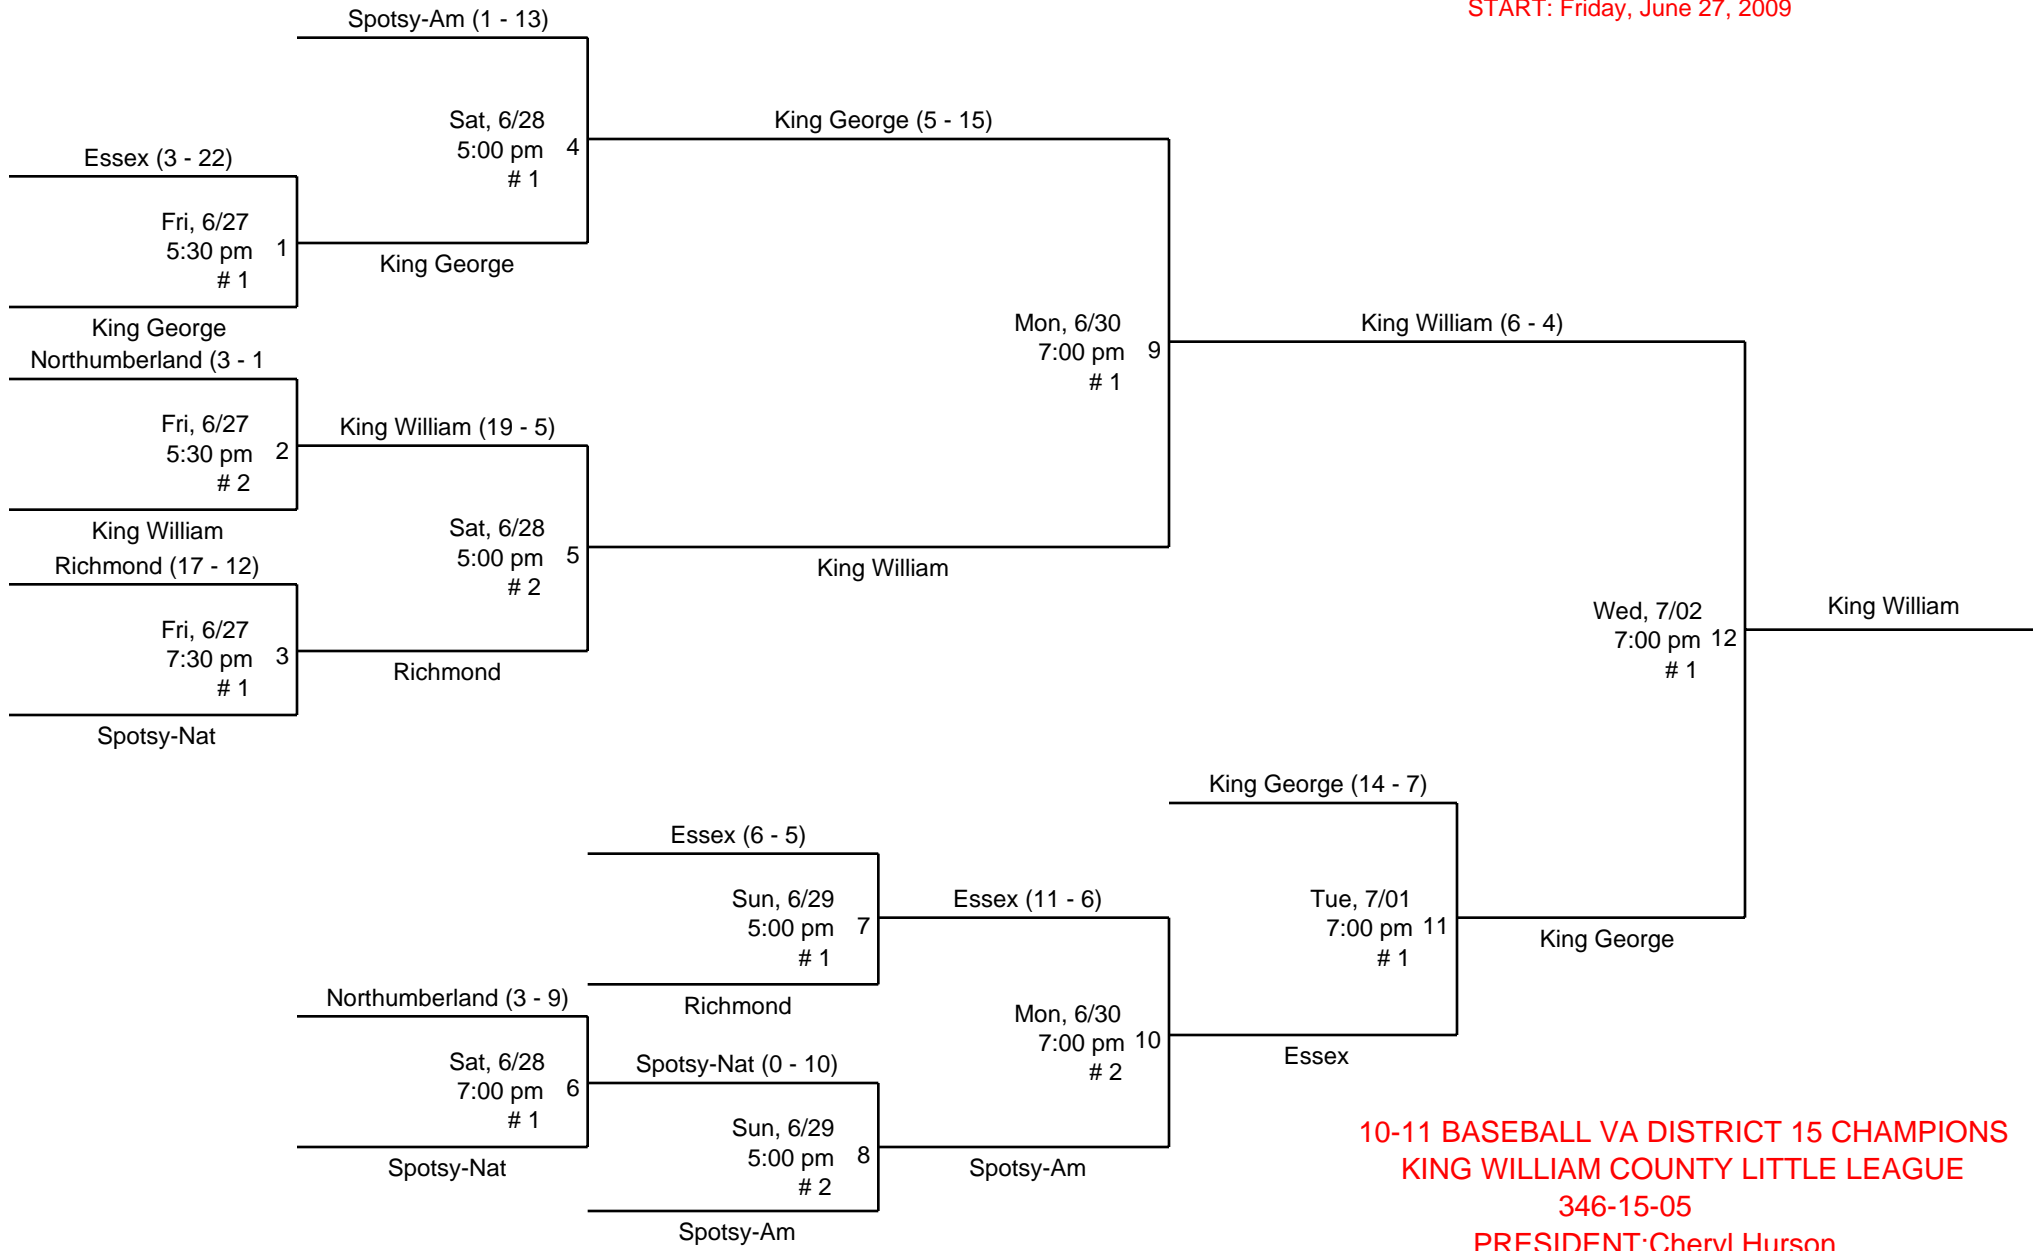 START: Friday, June 27, 2009
Spotsy-Am (1 - 13)
Sat, 6/28
5:00 pm 4
# 1
King George (5 - 15)
Essex (3 - 22)
Fri, 6/27
5:30 pm 1
# 1
King George
King George
Northumberland (3 - 1
Mon, 6/30
7:00 pm 9
# 1
King William (6 - 4)
Fri, 6/27
5:30 pm 2
# 2
King William (19 - 5)
King William
Richmond (17 - 12)
Sat, 6/28
5:00 pm 5
# 2
King William
Fri, 6/27
7:30 pm 3
# 1
Richmond
Spotsy-Nat
Wed, 7/02
7:00 pm 12
# 1
King William
King George (14 - 7)
Essex (6 - 5)
Sun, 6/29
5:00 pm 7
# 1
Essex (11 - 6)
Tue, 7/01
7:00 pm 11
# 1
King George
Northumberland (3 - 9)
Richmond
Mon, 6/30
7:00 pm 10
# 2
Essex
Sat, 6/28
7:00 pm 6
# 1
Spotsy-Nat (0 - 10)
Spotsy-Nat
Sun, 6/29
5:00 pm 8
# 2
Spotsy-Am
Spotsy-Am
10-11 BASEBALL VA DISTRICT 15 CHAMPIONS
KING WILLIAM COUNTY LITTLE LEAGUE
346-15-05
PRESIDENT:Cheryl Hurson